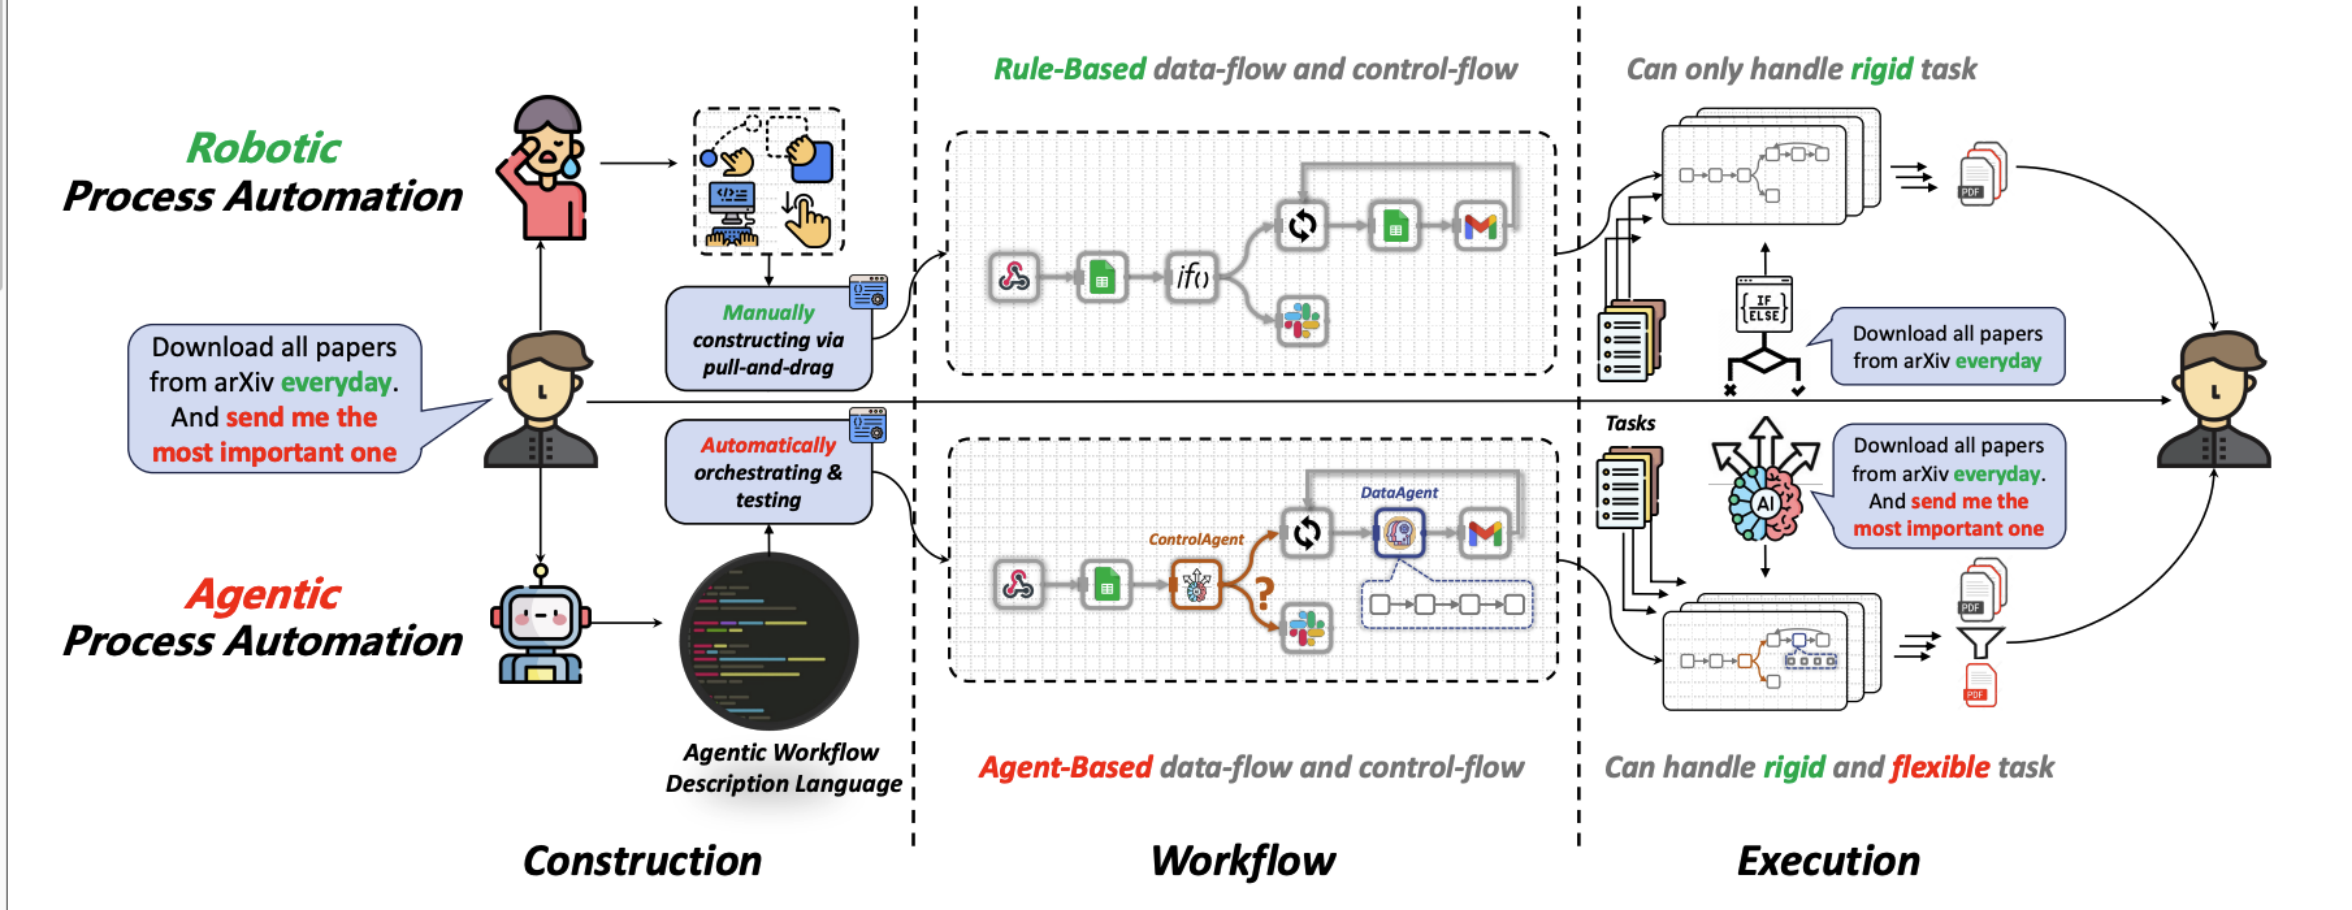 Robotic
Process Automation
Download all papers
from arXiv everyday.
And send me the
most important one
Agentic
Process Automation
Manually
constructing via
pull-and-drag
Automatically
orchestrating &
testing
Agentic Workflow
Description Language
Construction
Rule-Based data-flow and control-flow
if()
ControlAgent
?
DataAgent
Agent-Based data-flow and control-flow
Workflow
Can only handle rigid task
PDF
IF
ELSE
Download all papers
from arXiv everyday
Tasks
AI
Download all papers
from arXiv everyday.
And send me the
most important one
PDF
PDF
Can handle rigid and flexible task
Execution